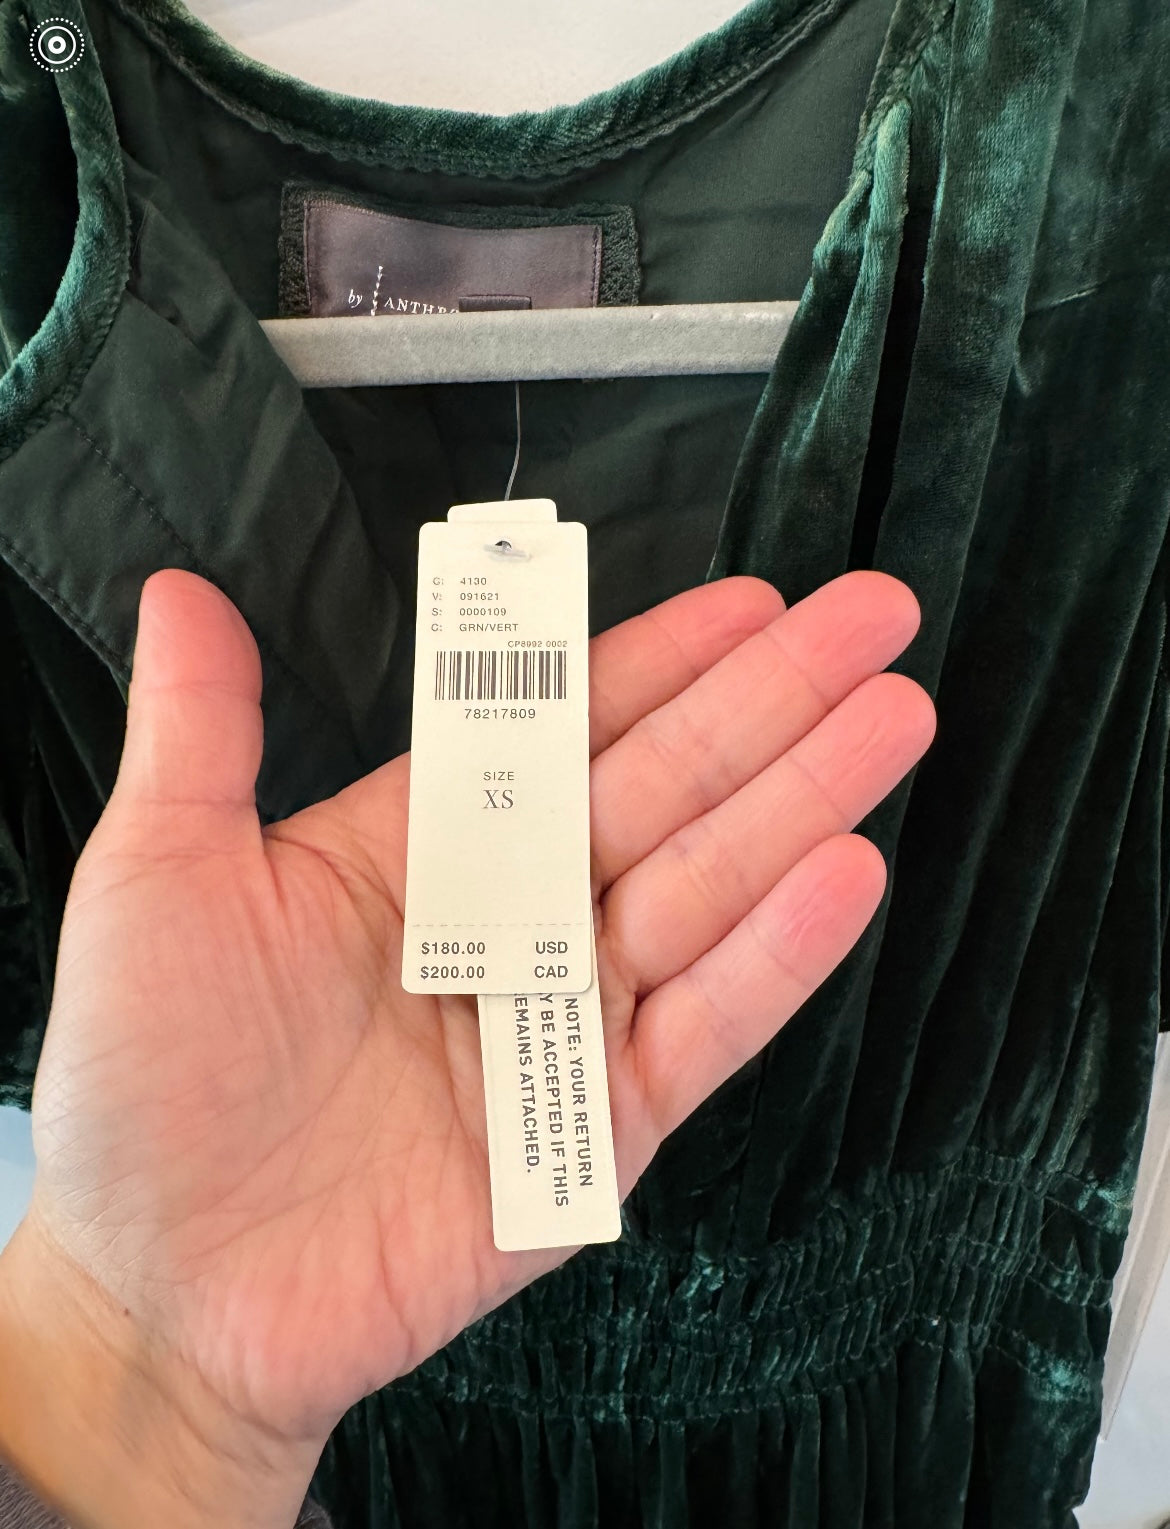 by ANTHRO
G: 4130
V: 091621
S: 0000109
C: GRN/VERT
CP8992 0002
78217809
SIZE
XS
$180.00 USD
$200.00 CAD
NOTE: YOUR RETURN
Y BE ACCEPTED IF THIS
EMAINS ATTACHED.